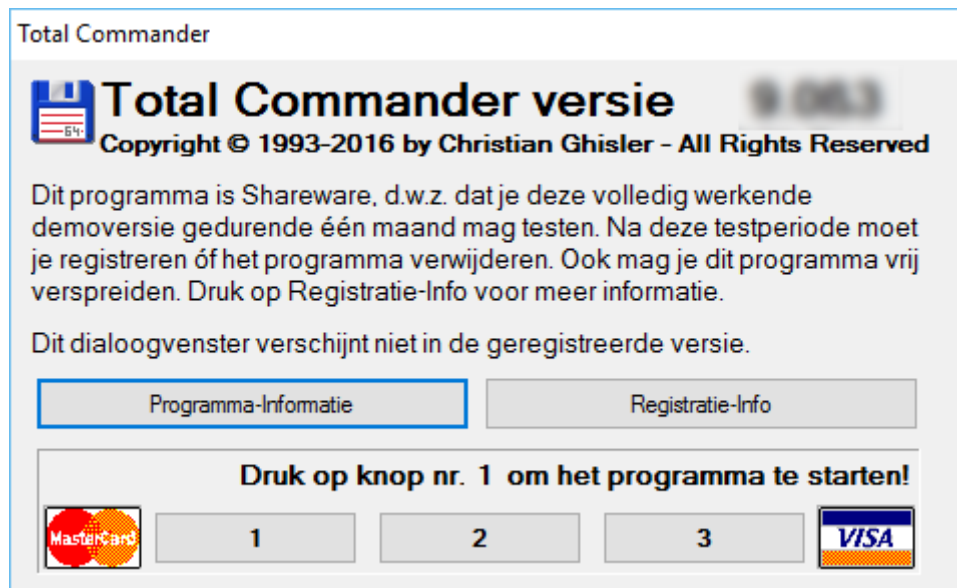 Total Commander
Total Commander versie
64
Copyright © 1993-2016 by Christian Ghisler - All Rights Reserved
Dit programma is Shareware, d.w.z. dat je deze volledig werkende
demoversie gedurende één maand mag testen. Na deze testperiode moet
je registreren óf het programma verwijderen. Ook mag je dit programma vrij
verspreiden. Druk op Registratie-Info voor meer informatie.
Dit dialoogvenster verschijnt niet in de geregistreerde versie.
Programma-Informatie
Registratie-Info
Druk op knop nr. 1 om het programma te starten!
MasterCard
1
2
3
VISA